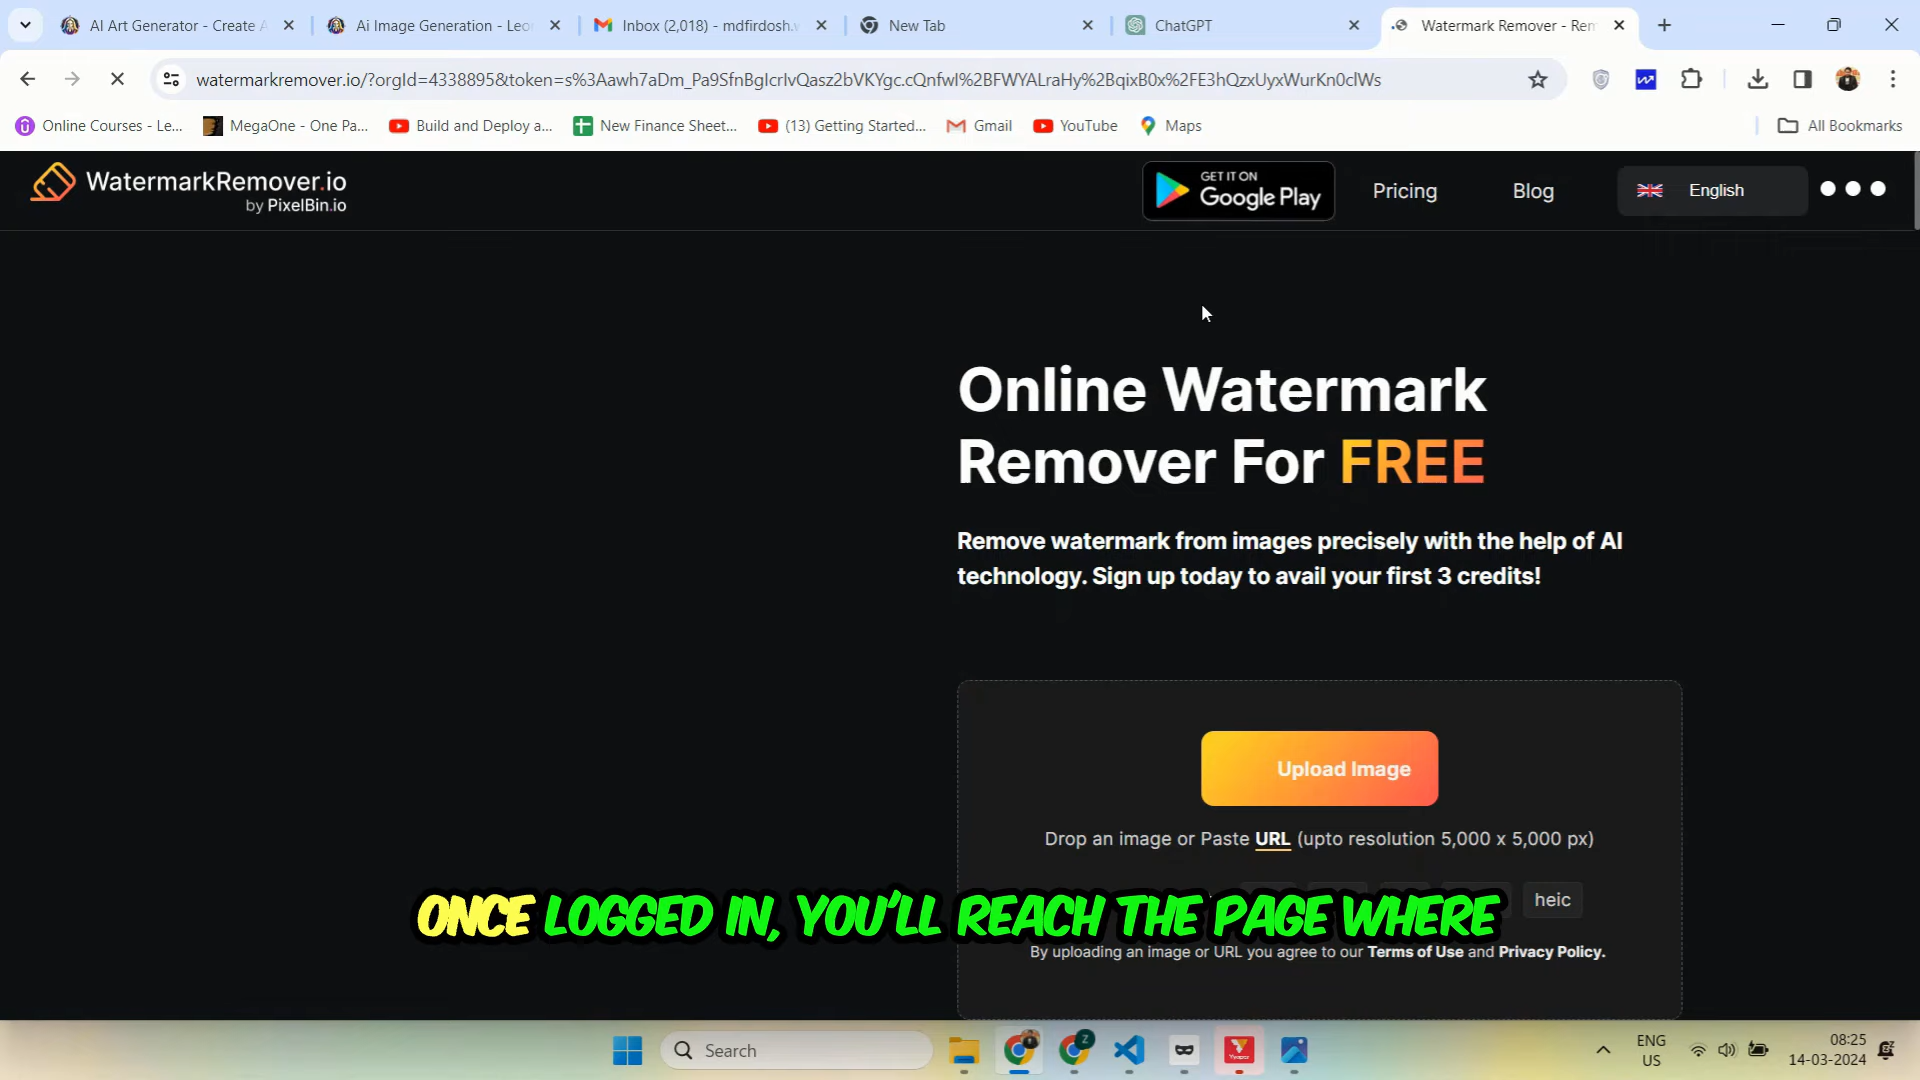 AI Art Generator - Create A
Ai Image Generation - Leo
Inbox (2,018) - mdfirdosh.
New Tab
ChatGPT
Watermark Remover - Rem
watermarkremover.io/?orgId=4338895&token=s%3Aawh7aDm_Pa9SfnBgIcrIvQasz2bVKYgc.cQnfwI%2BFWYALraHy%2BqixB0x%2FE3hQzxUyxWurKn0clWs
Online Courses - Le...
MegaOne - One Pa...
Build and Deploy a...
New Finance Sheet...
(13) Getting Started...
Gmail
YouTube
Maps
All Bookmarks
WatermarkRemover.io
by PixelBin.io
GET IT ON
Google Play
Pricing
Blog
English
Online Watermark
Remover For FREE
Remove watermark from images precisely with the help of AI
technology. Sign up today to avail your first 3 credits!
Upload Image
Drop an image or Paste URL (upto resolution 5,000 x 5,000 px)
heic
ONCE LOGGED IN, YOU'LL REACH THE PAGE WHERE
By uploading an image or URL you agree to our Terms of Use and Privacy Policy.
Search
Z
Vyapar
ENG
US
08:25
14-03-2024